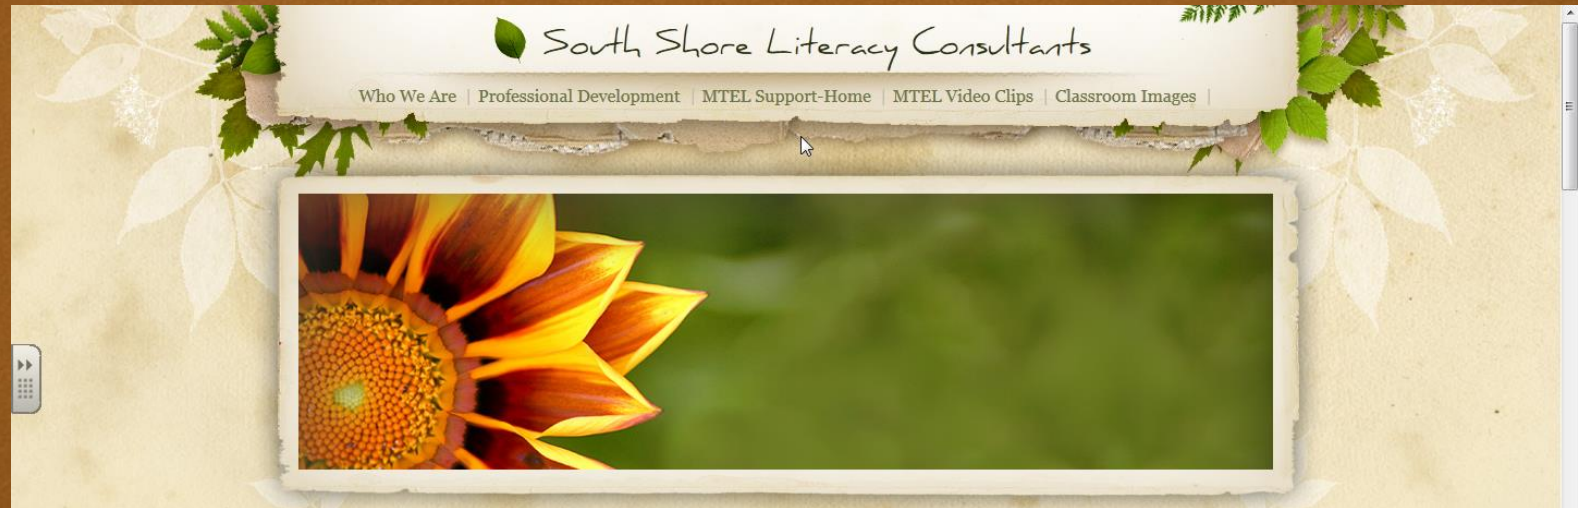 South Shore Literacy Consultants
Who We Are | Professional Development | MTEL Support-Home | MTEL Video Clips | Classroom Images |